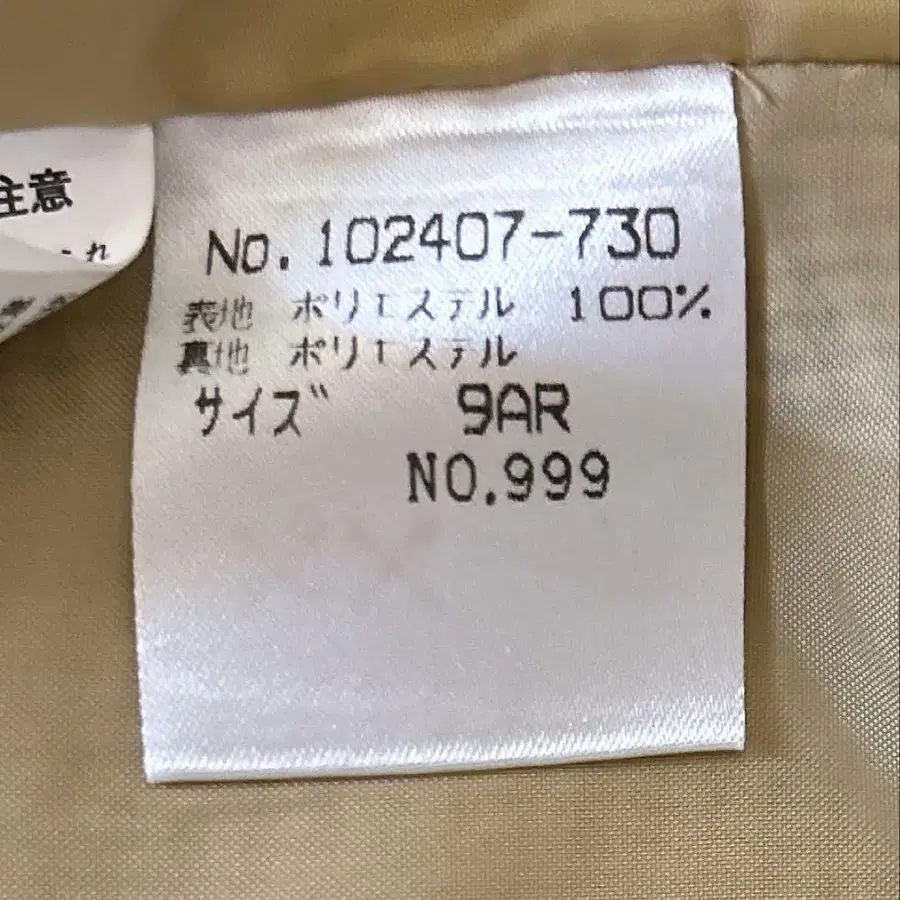 注意
No.102407-730
表地 ポリエステル 100%
裏地 ポリエステル
サイズ 9AR
NO.999